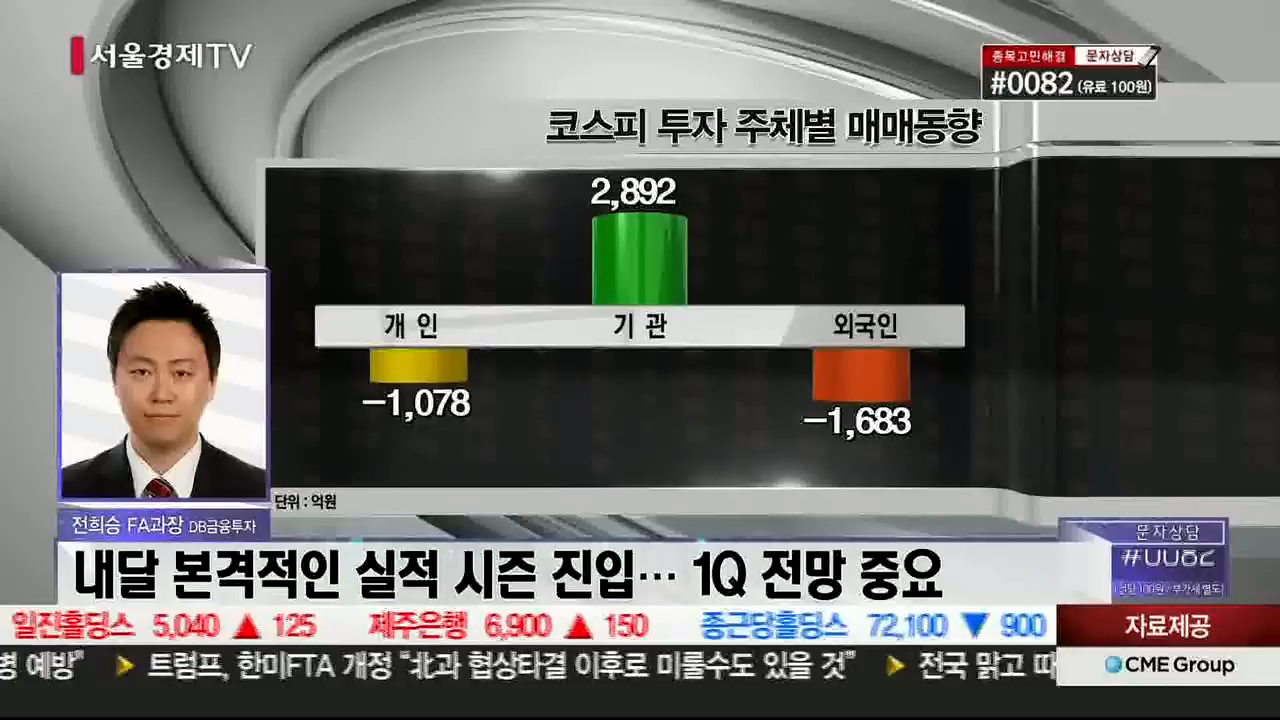 서울경제TV
종목고민해결 문자상담
#0082 (유료 100원)
코스피 투자 주체별 매매동향
2,892
개 인 기 관 외국인
-1,078
-1,683
단위 : 억원
전희승 FA과장 DB금융투자
문자상담
내달 본격적인 실적 시즌 진입… 1Q 전망 중요
일진홀딩스 5,040 ▲ 125 제주은행 6,900 ▲ 150 종근당홀딩스 72,100 ▼ 900
자료제공
CME Group
병 예방" ▶ 트럼프, 한미FTA 개정 "北과 협상타결 이후로 미룰수도 있을 것" ▶ 전국 맑고